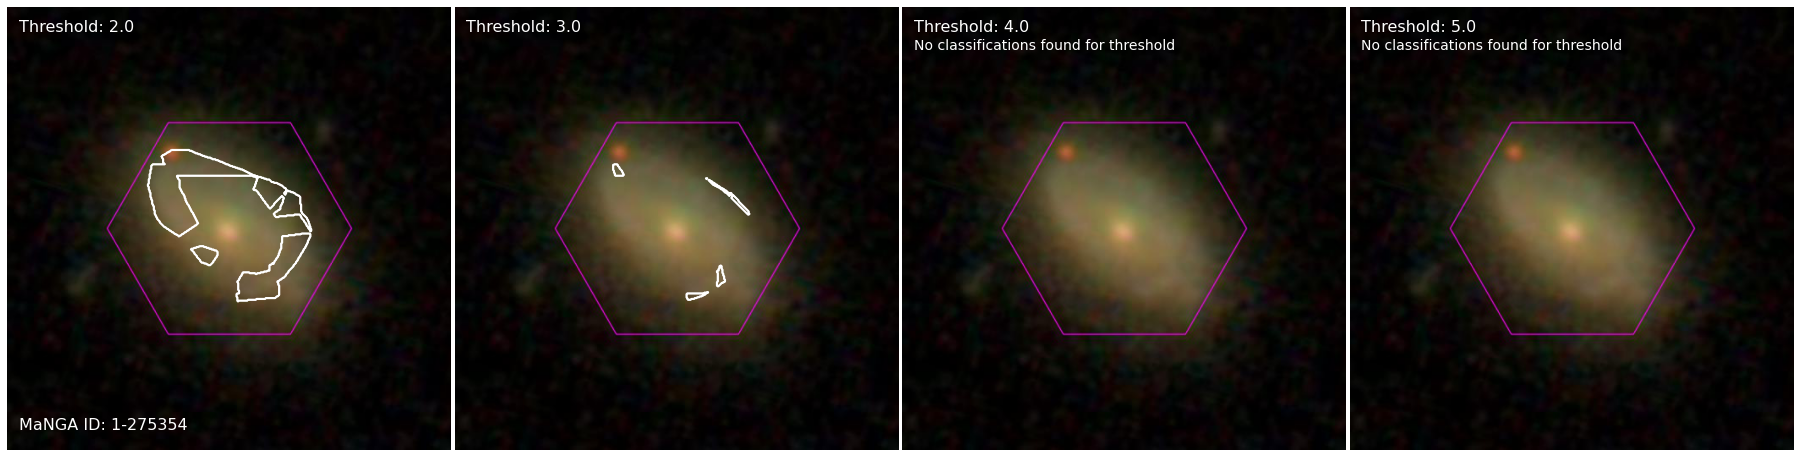 Threshold: 2.0
MaNGA ID: 1-275354
Threshold: 3.0
Threshold: 4.0
No classifications found for threshold
Threshold: 5.0
No classifications found for threshold